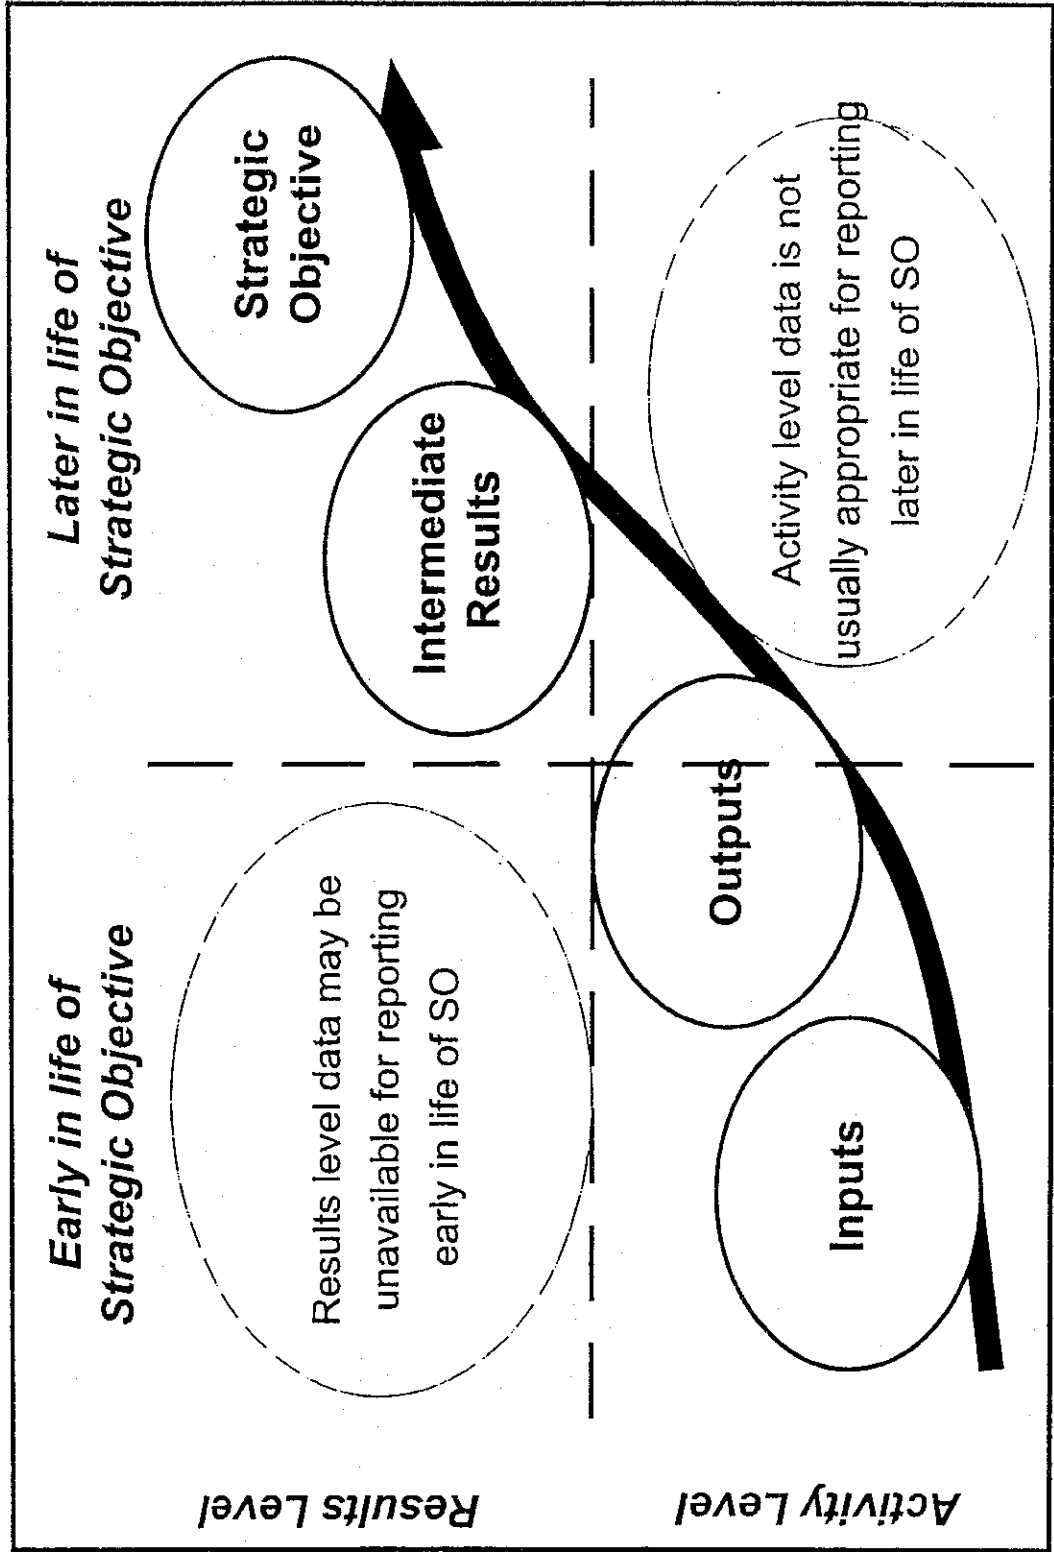 Early in life of
Strategic Objective
Later in life of
Strategic Objective
Results Level
Results level data may be
unavailable for reporting
early in life of SO
Intermediate
Results
Strategic
Objective
Activity Level
Inputs
Outputs
Activity level data is not
usually appropriate for reporting
later in life of SO